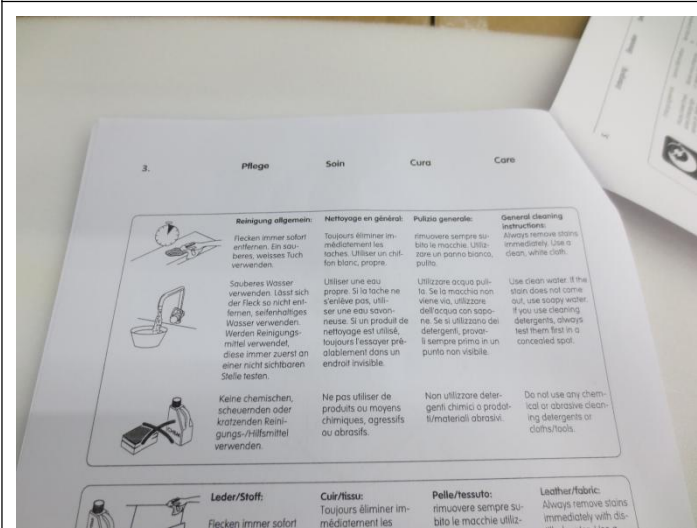 3.
Pflege
Soin
Cura
Care
Reinigung allgemein:
Flecken immer sofort
entfernen. Ein sau-
beres, weisses Tuch
verwenden.
Nettoyage en général:
Toujours éliminer im-
médiatement les
taches. Utiliser un chif-
fon blanc, propre.
Pulizia generale:
rimuovere sempre su-
bito le macchie. Utiliz-
zare un panno bianco,
pulito.
General cleaning
instructions:
Always remove stains
immediately. Use a
clean, white cloth.
Sauberes Wasser
verwenden. Lässt sich
der Fleck so nicht ent-
fernen, seifenhaltiges
Wasser verwenden.
Werden Reinigungs-
mittel verwendet,
diese immer zuerst an
einer nicht sichtbaren
Stelle testen.
Utiliser une eau
propre. Si la tache ne
s'enlève pas, utili-
ser une eau savon-
neuse. Si un produit de
nettoyage est utilisé,
toujours l'essayer pré-
alablement dans un
endroit invisible.
Utilizzare acqua puli-
ta. Se la macchia non
viene via, utilizzare
dell'acqua con sapo-
ne. Se si utilizzano dei
detergenti, provar-
li sempre prima in un
punto non visibile.
Use clean water. If the
stain does not come
out, use soapy water.
If you use cleaning
detergents, always
test them first in a
concealed spot.
Keine chemischen,
scheuernden oder
kratzenden Reini-
gungs-/Hilfsmittel
verwenden.
Ne pas utiliser de
produits ou moyens
chimiques, agressifs
ou abrasifs.
Non utilizzare deter-
genti chimici o prodot-
ti/materiali abrasivi.
Do not use any chem-
ical or abrasive clean-
ing detergents or
cloths/tools.
Leder/Stoff:
Flecken immer sofort
Cuir/tissu:
Toujours éliminer im-
médiatement les
Pelle/tessuto:
rimuovere sempre su-
bito le macchie utiliz-
Leather/fabric:
Always remove stains
immediately with dis-